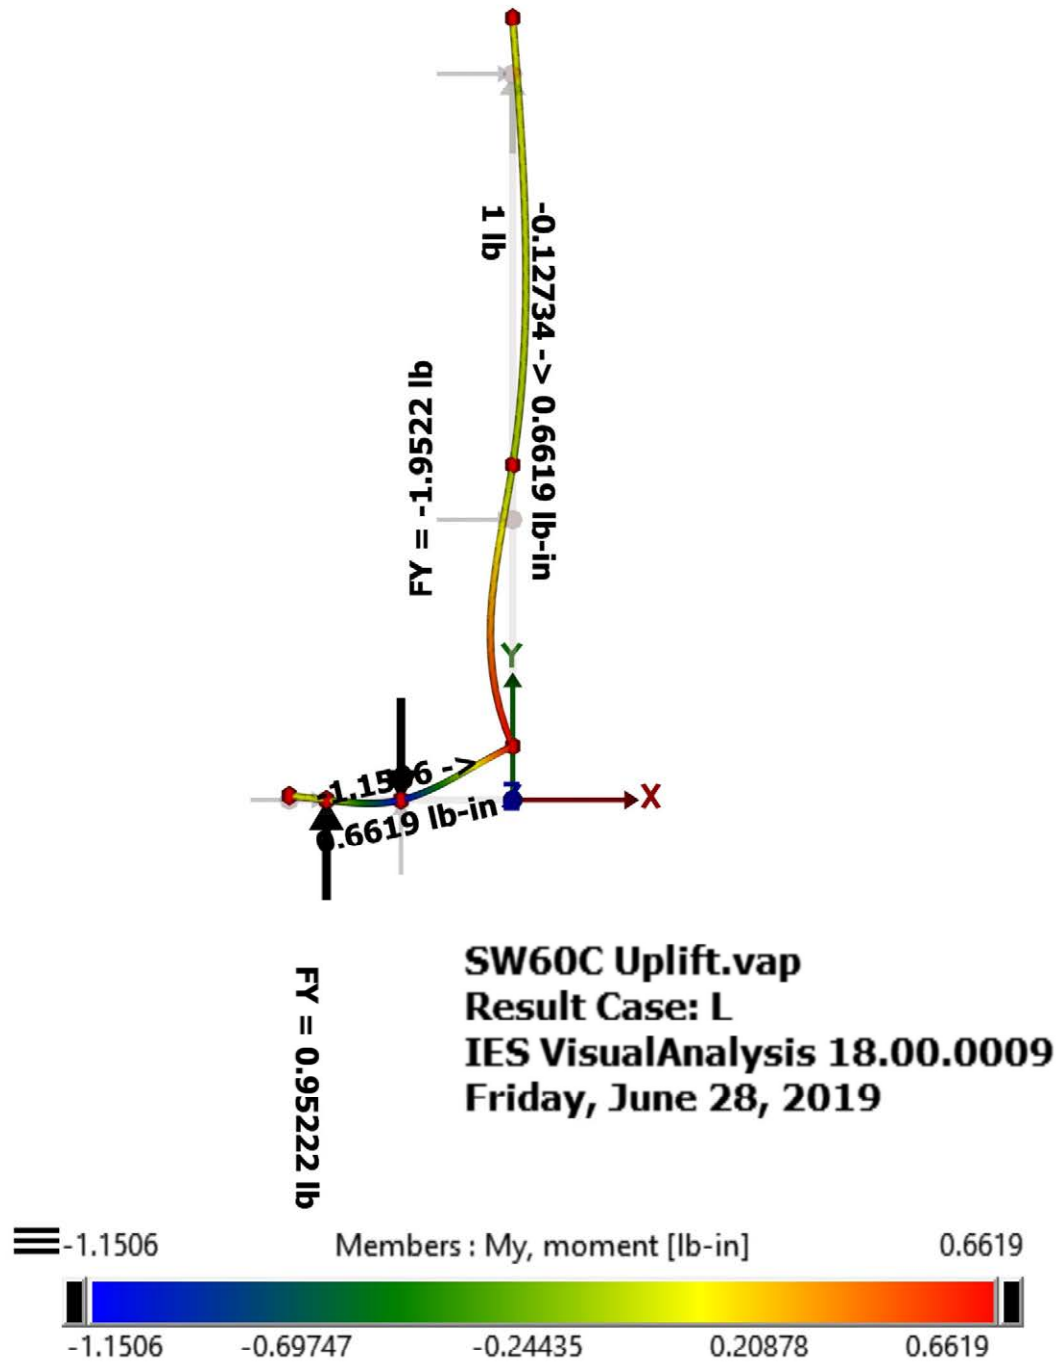 1 lb
-0.12734 -> 0.6619 lb-in
FY = -1.9522 lb
Y
Z
X
.6619 lb-in
FY = 0.95222 lb
SW60C Uplift.vap
Result Case: L
IES VisualAnalysis 18.00.0009
Friday, June 28, 2019
-1.1506 Members : My, moment [lb-in] 0.6619
-1.1506 -0.69747 -0.24435 0.20878 0.6619